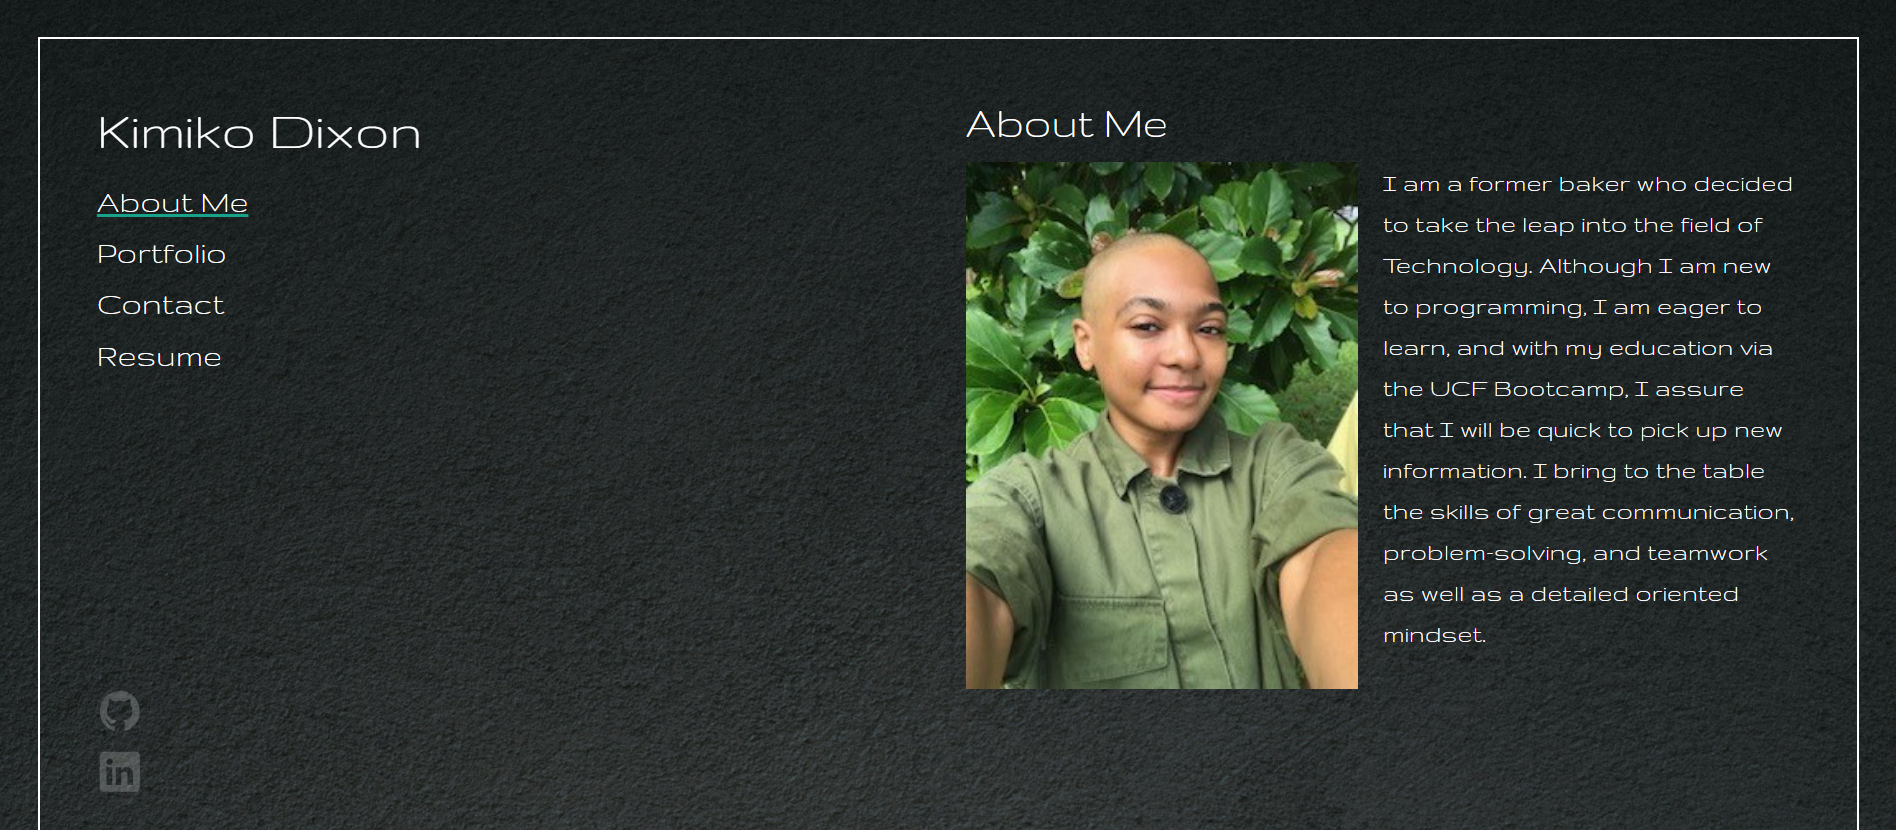 Kimiko Dixon
About Me
Portfolio
Contact
Resume
About Me
I am a former baker who decided
to take the leap into the field of
Technology. Although I am new
to programming, I am eager to
learn, and with my education via
the UCF Bootcamp, I assure
that I will be quick to pick up new
information. I bring to the table
the skills of great communication,
problem-solving, and teamwork
as well as a detailed oriented
mindset.
in